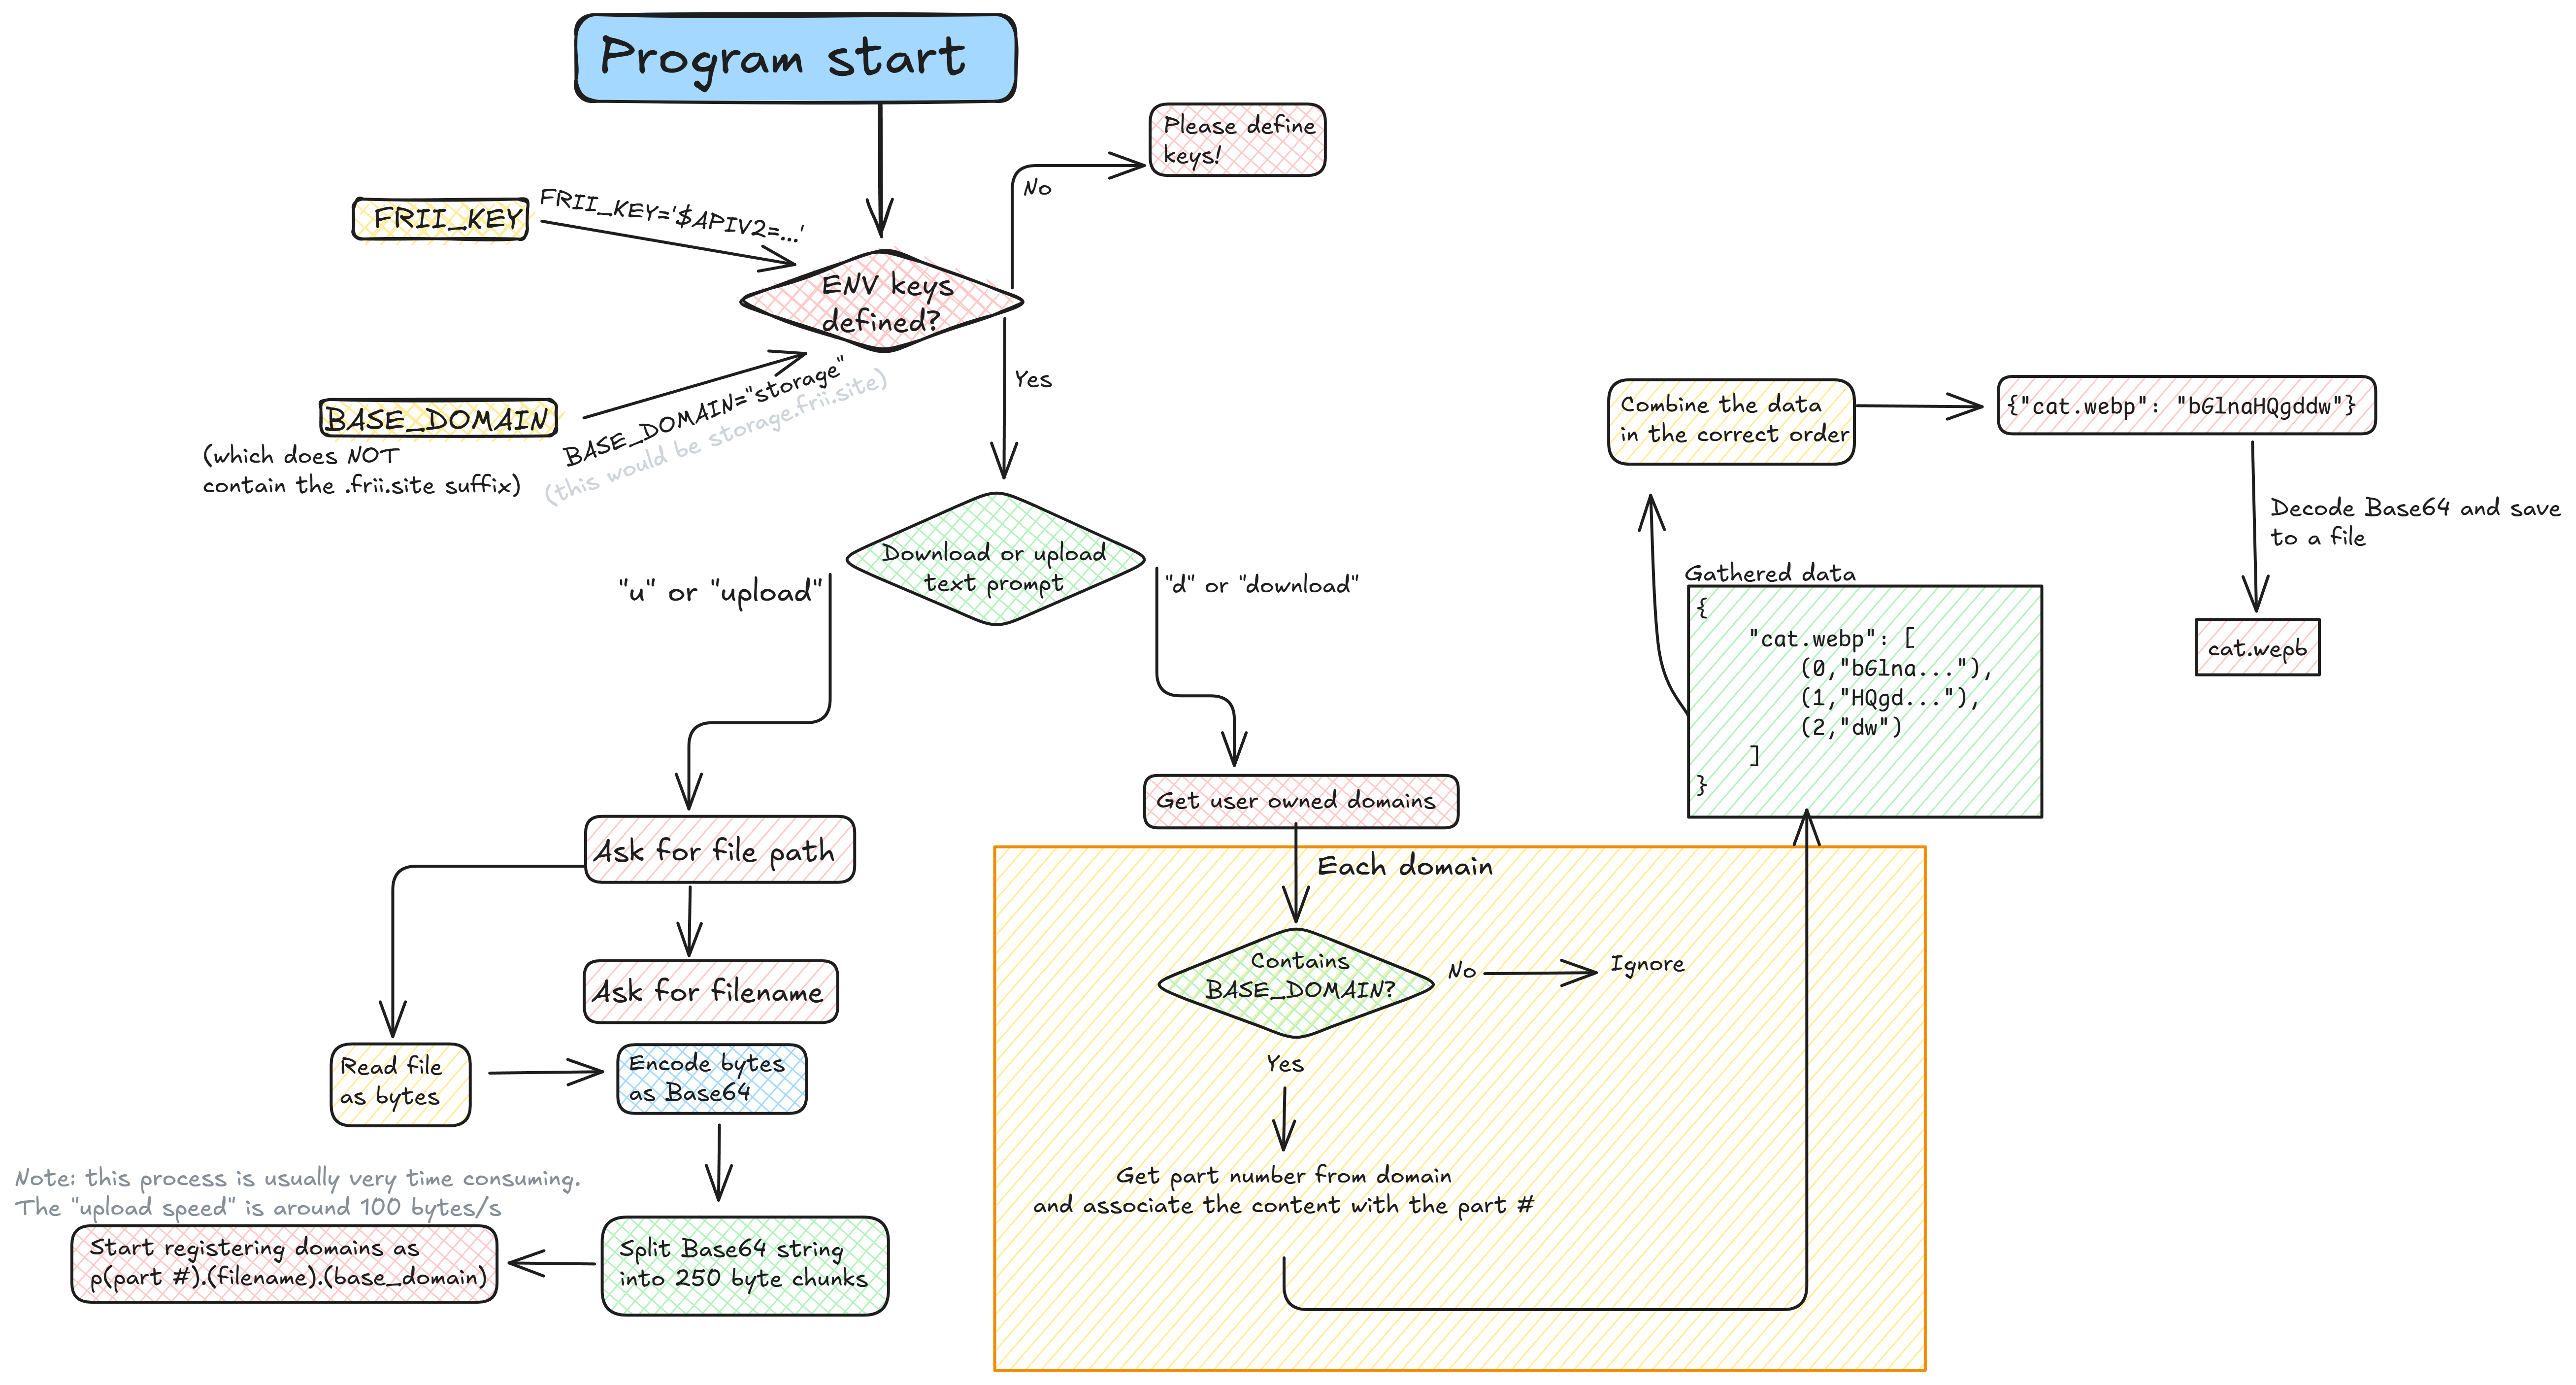 Program start
Please define
keys!
No
FRII_KEY
FRII_KEY='$APIV2=...'
ENV keys
defined?
BASE_DOMAIN
(which does NOT
contain the .frii.site suffix)
BASE_DOMAIN="storage"
(this would be storage.frii.site)
Yes
Download or upload
text prompt
"u" or "upload"
"d" or "download"
Ask for file path
Ask for filename
Read file
as bytes
Encode bytes
as Base64
Note: this process is usually very time consuming.
The "upload speed" is around 100 bytes/s
Start registering domains as
p(part #).(filename).(base_domain)
Split Base64 string
into 250 byte chunks
Get user owned domains
Each domain
Contains
BASE_DOMAIN?
No
Ignore
Yes
Get part number from domain
and associate the content with the part #
Gathered data
{
"cat.webp": [
(0,"bGlna..."),
(1,"HQgd..."),
(2,"dw")
]
}
Combine the data
in the correct order
{"cat.webp": "bGlnaHQgddw"}
Decode Base64 and save
to a file
cat.wepb